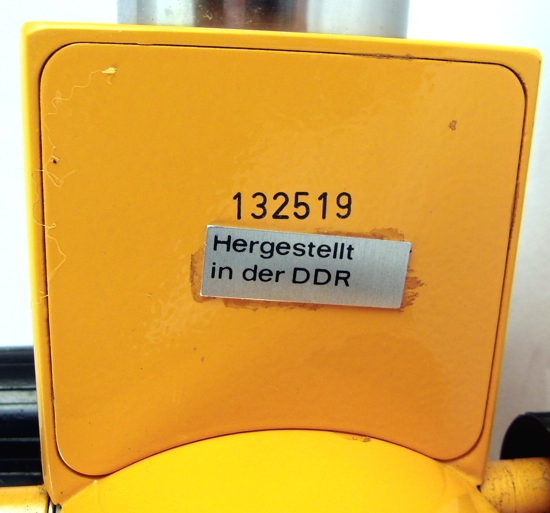 132519
Hergestellt
in der DDR